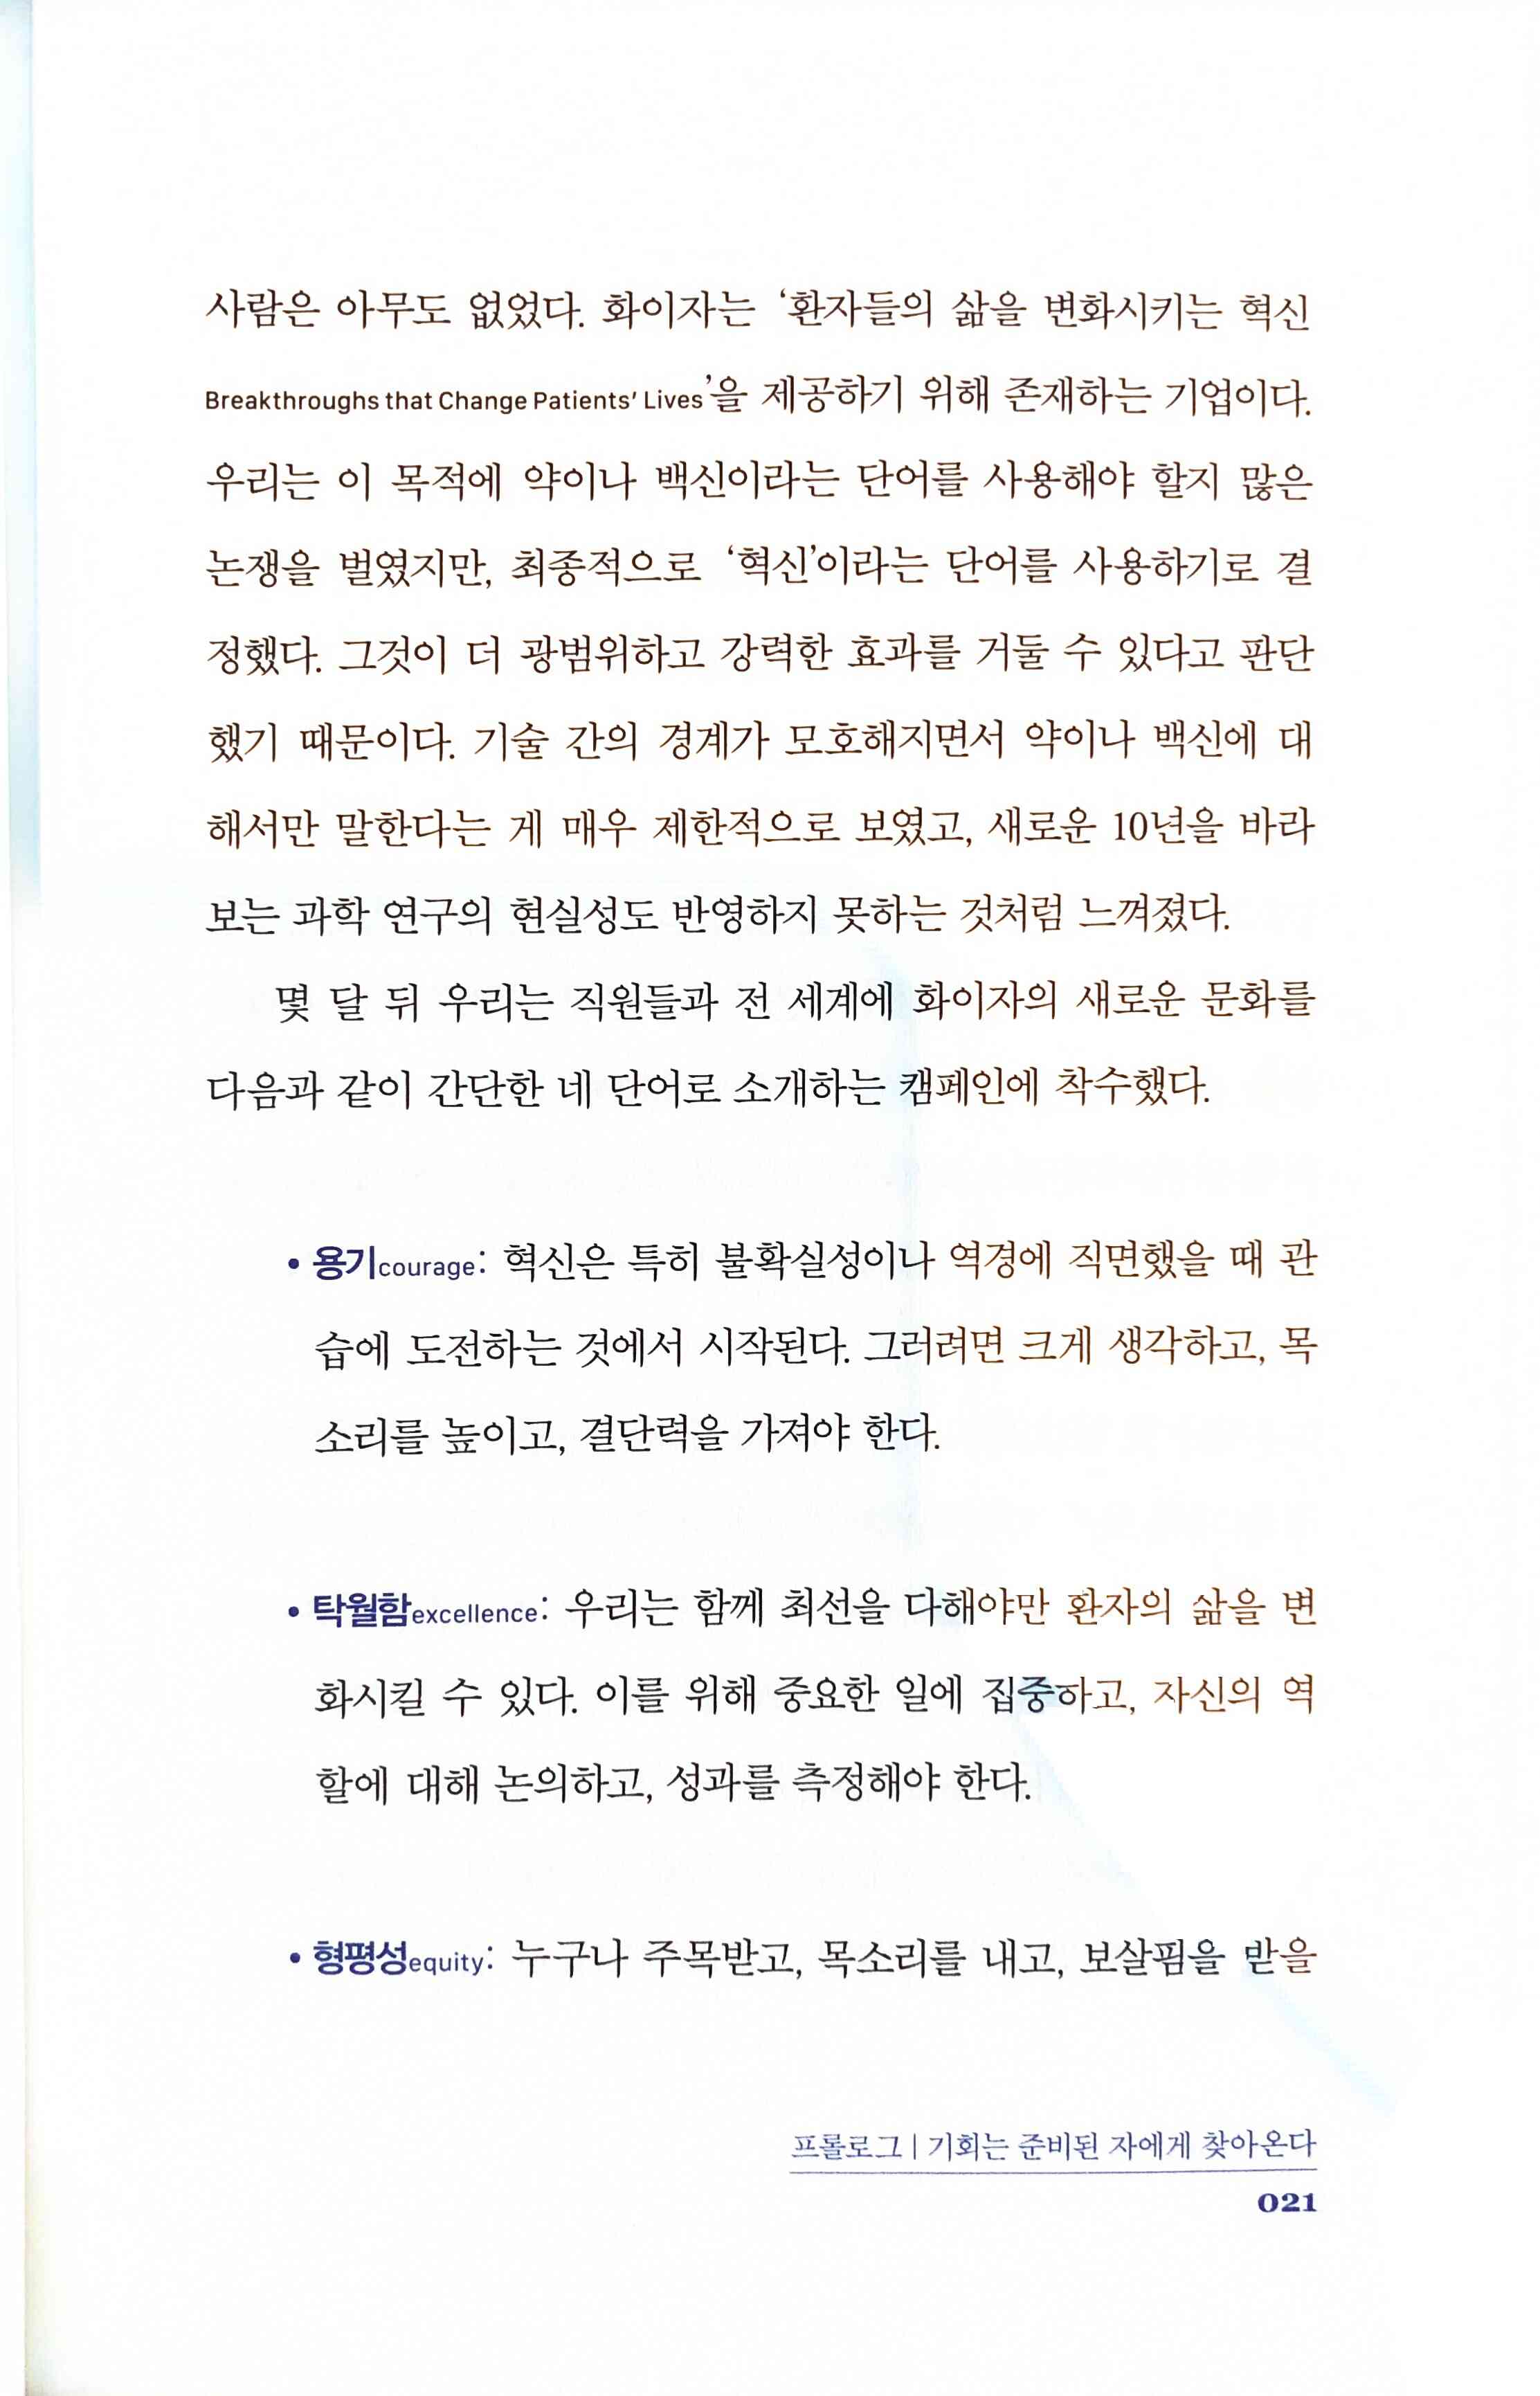 사람은 아무도 없었다. 화이자는 ‘환자들의 삶을 변화시키는 혁신
Breakthroughs that Change Patients’ Lives’을 제공하기 위해 존재하는 기업이다.
우리는 이 목적에 약이나 백신이라는 단어를 사용해야 할지 많은
논쟁을 벌였지만, 최종적으로 ‘혁신’이라는 단어를 사용하기로 결
정했다. 그것이 더 광범위하고 강력한 효과를 거둘 수 있다고 판단
했기 때문이다. 기술 간의 경계가 모호해지면서 약이나 백신에 대
해서만 말한다는 게 매우 제한적으로 보였고, 새로운 10년을 바라
보는 과학 연구의 현실성도 반영하지 못하는 것처럼 느껴졌다.
몇 달 뒤 우리는 직원들과 전 세계에 화이자의 새로운 문화를
다음과 같이 간단한 네 단어로 소개하는 캠페인에 착수했다.
• 용기courage: 혁신은 특히 불확실성이나 역경에 직면했을 때 관
습에 도전하는 것에서 시작된다. 그러려면 크게 생각하고, 목
소리를 높이고, 결단력을 가져야 한다.
• 탁월함excellence: 우리는 함께 최선을 다해야만 환자의 삶을 변
화시킬 수 있다. 이를 위해 중요한 일에 집중하고, 자신의 역
할에 대해 논의하고, 성과를 측정해야 한다.
• 형평성equity: 누구나 주목받고, 목소리를 내고, 보살핌을 받을
프롤로그 | 기회는 준비된 자에게 찾아온다
021